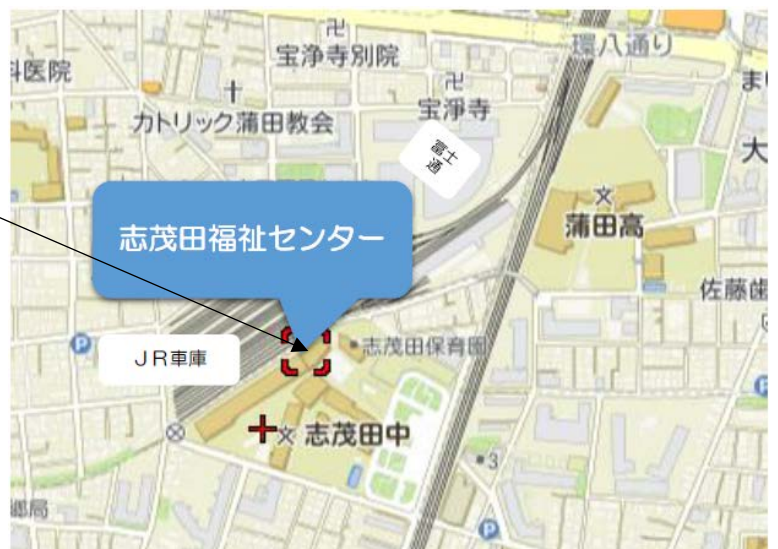 環八通り
宝浄寺別院
科医院
カトリック蒲田教会
宝浄寺
富士
通
大
志茂田福祉センター
蒲田高
佐藤歯
P
JR車庫
志茂田保育園
志茂田中
3
郷局
P
P